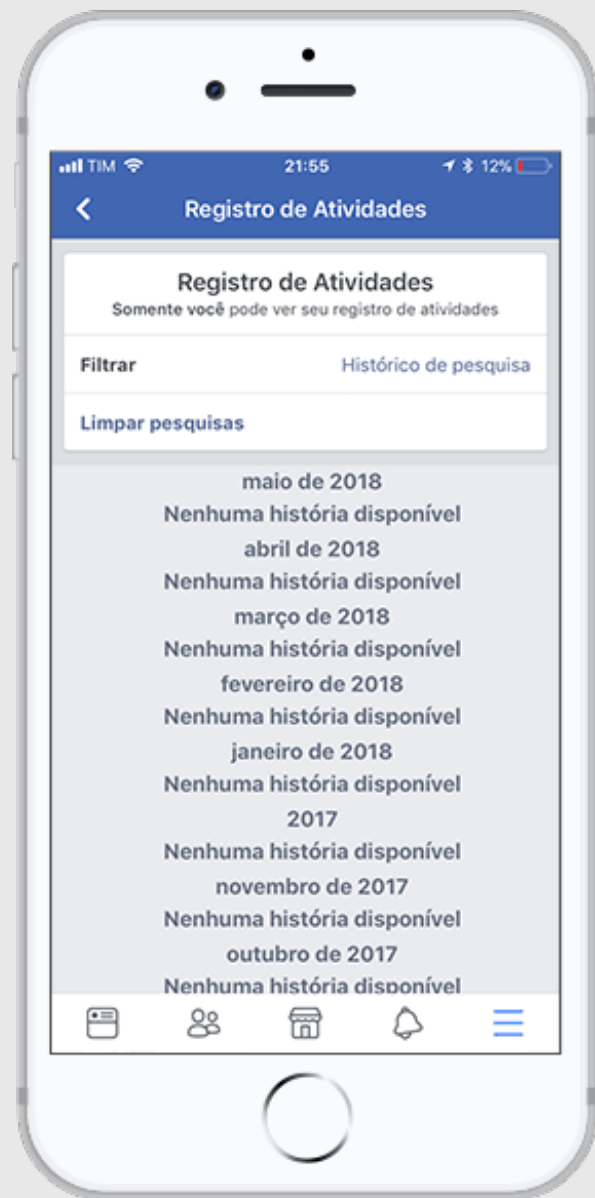 TIM 21:55 12%
Registro de Atividades
Registro de Atividades
Somente você pode ver seu registro de atividades
Filtrar Histórico de pesquisa
Limpar pesquisas
maio de 2018
Nenhuma história disponível
abril de 2018
Nenhuma história disponível
março de 2018
Nenhuma história disponível
fevereiro de 2018
Nenhuma história disponível
janeiro de 2018
Nenhuma história disponível
2017
Nenhuma história disponível
novembro de 2017
Nenhuma história disponível
outubro de 2017
Nenhuma história disponível